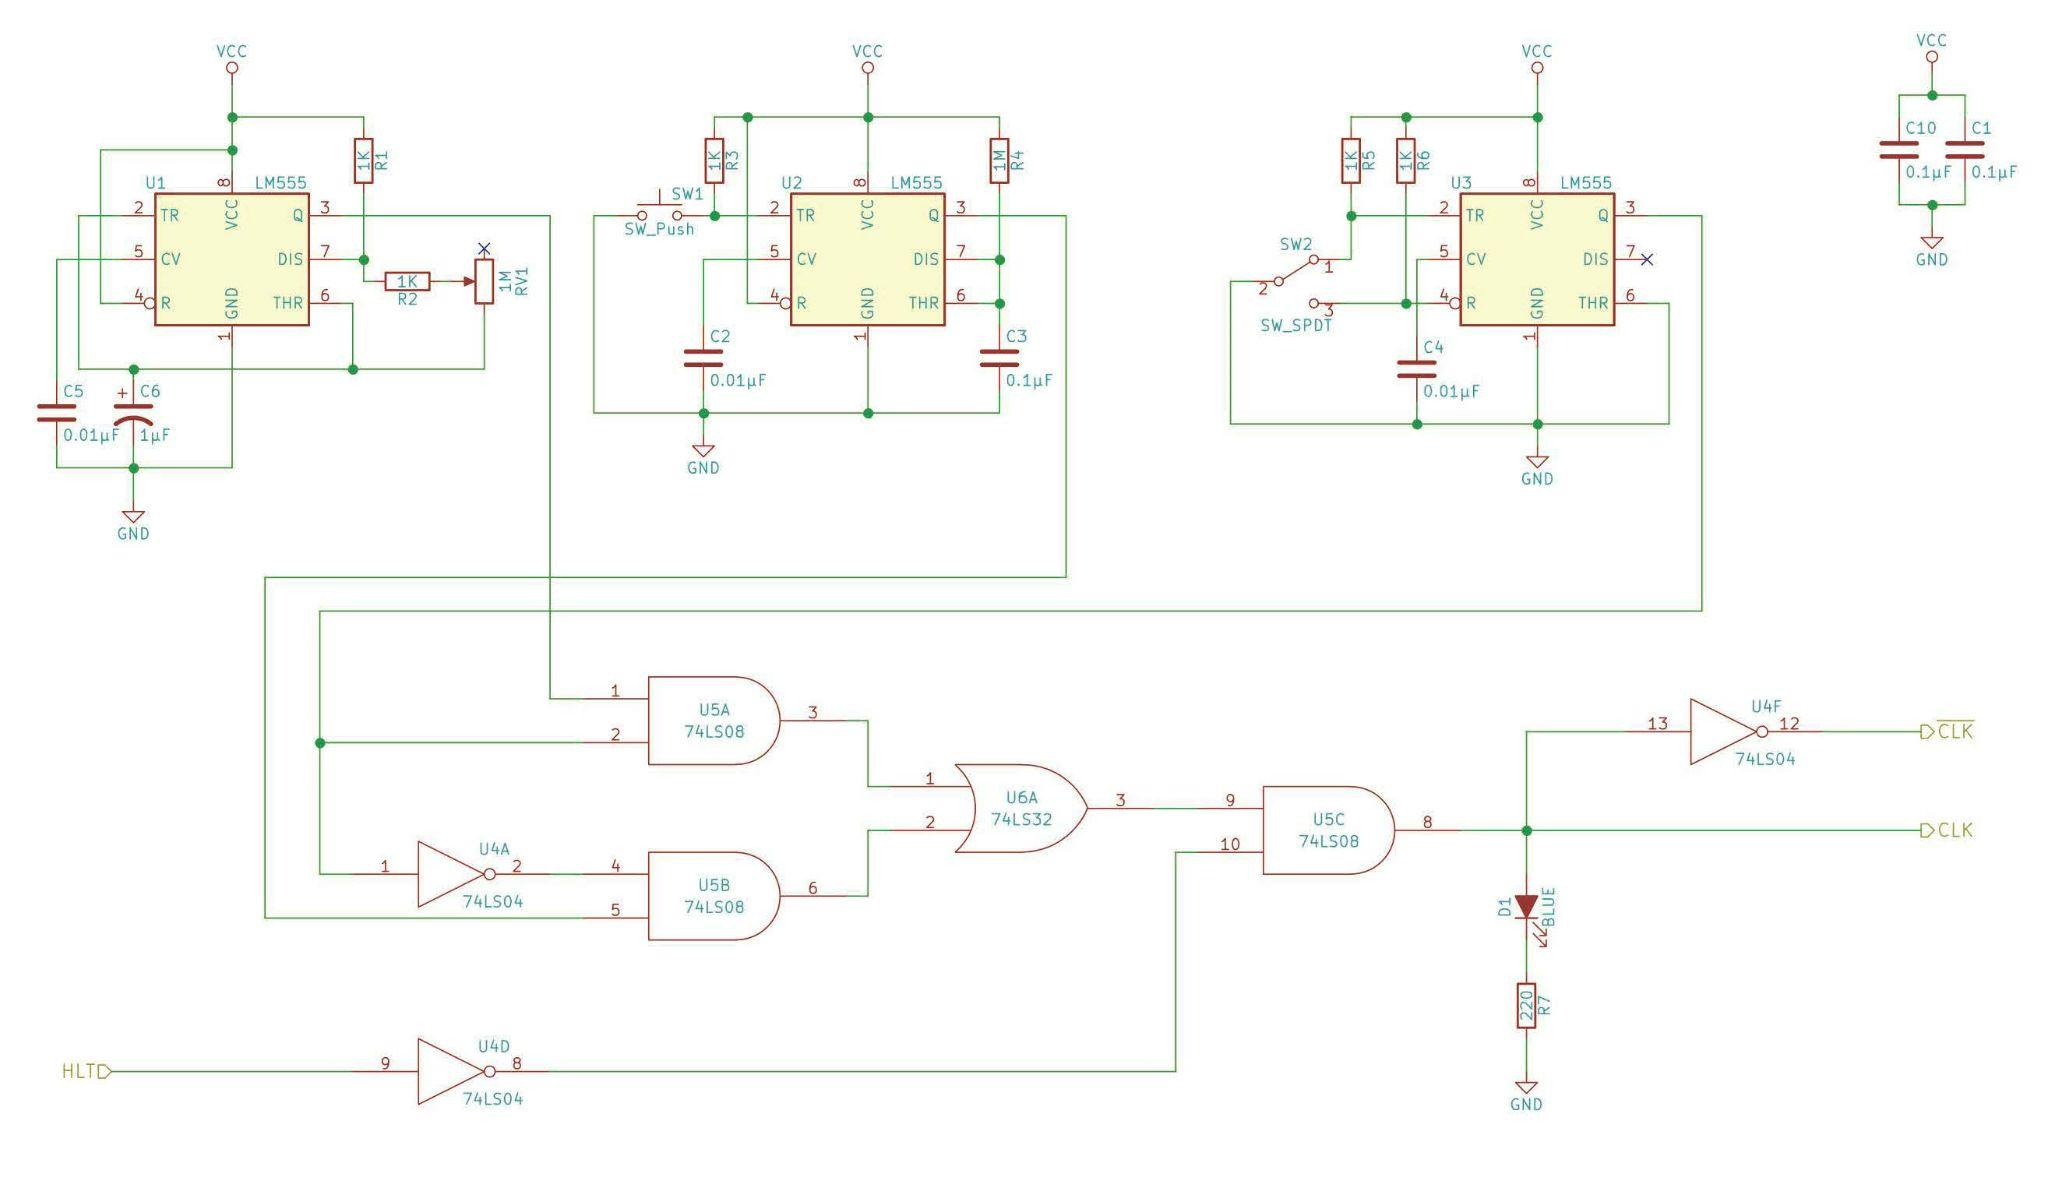 VCC
VCC
VCC
VCC
1K
R1
U1
LM555
8
2
TR
VCC
Q
3
5
CV
DIS
7
4
R
GND
THR
6
1
1K
R2
1M
RV1
C5
0.01µF
+
C6
1µF
GND
1K
R3
1M
R4
SW1
SW_Push
U2
LM555
8
2
TR
VCC
Q
3
5
CV
DIS
7
4
R
GND
THR
6
1
C2
0.01µF
C3
0.1µF
GND
1K
R5
1K
R6
SW2
1
2
3
SW_SPDT
U3
LM555
8
2
TR
VCC
Q
3
5
CV
DIS
7
4
R
GND
THR
6
1
C4
0.01µF
GND
C10
0.1µF
C1
0.1µF
GND
1
2
U5A
74LS08
3
1
U4A
2
74LS04
4
5
U5B
74LS08
6
1
2
U6A
74LS32
3
9
10
U5C
74LS08
8
13
U4F
12
74LS04
CLK
CLK
D1
BLUE
220
R7
GND
HLT
9
U4D
8
74LS04